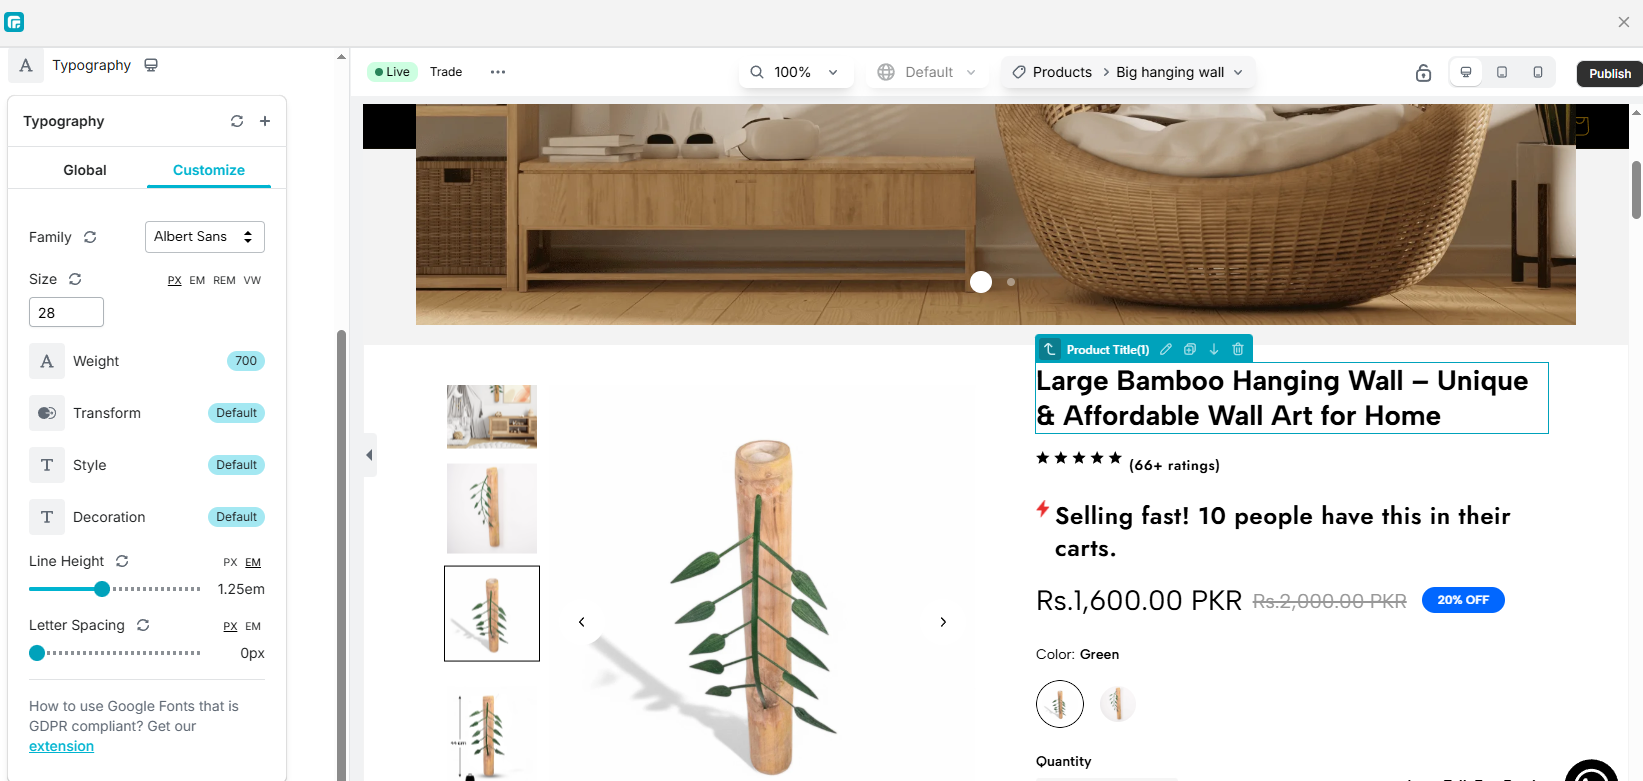 Typography
Typography
Global
Customize
Family
Albert Sans
Size
PX EM REM VW
28
Weight
700
Transform
Default
Style
Default
Decoration
Default
Line Height
PX EM
1.25em
Letter Spacing
PX EM
0px
How to use Google Fonts that is
GDPR compliant? Get our
extension
Live
Trade
100%
Default
Products > Big hanging wall
Publish
Product Title(1)
Large Bamboo Hanging Wall – Unique
& Affordable Wall Art for Home
(66+ ratings)
Selling fast! 10 people have this in their
carts.
Rs.1,600.00 PKR Rs.2,000.00 PKR 20% OFF
Color: Green
Quantity